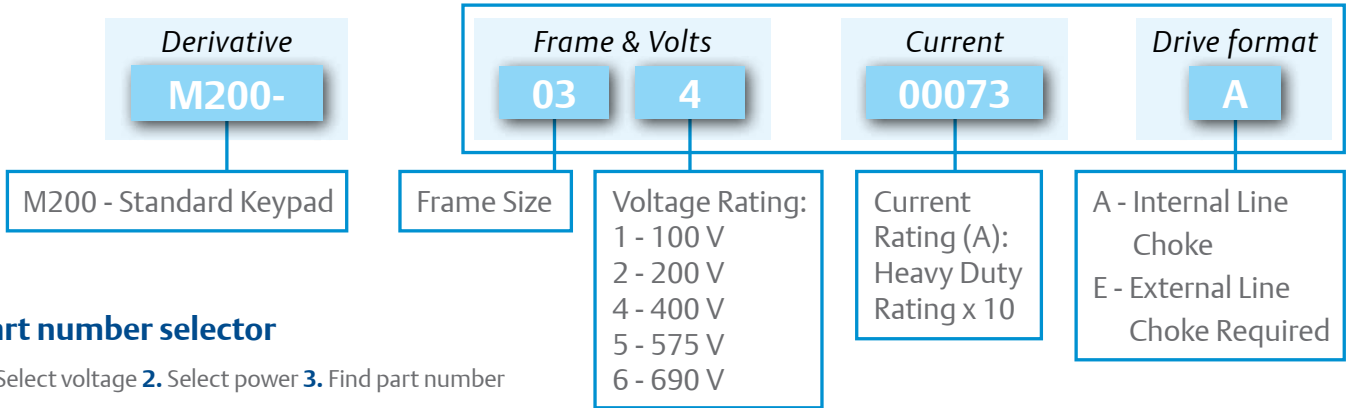 Derivative
Frame & Volts
Current
Drive format
M200-
03
4
00073
A
M200 - Standard Keypad
Frame Size
Voltage Rating:
1 - 100 V
2 - 200 V
4 - 400 V
5 - 575 V
6 - 690 V
Current
Rating (A):
Heavy Duty
Rating x 10
A - Internal Line
Choke
E - External Line
Choke Required
number selector
Select voltage 2. Select power 3. Find part number